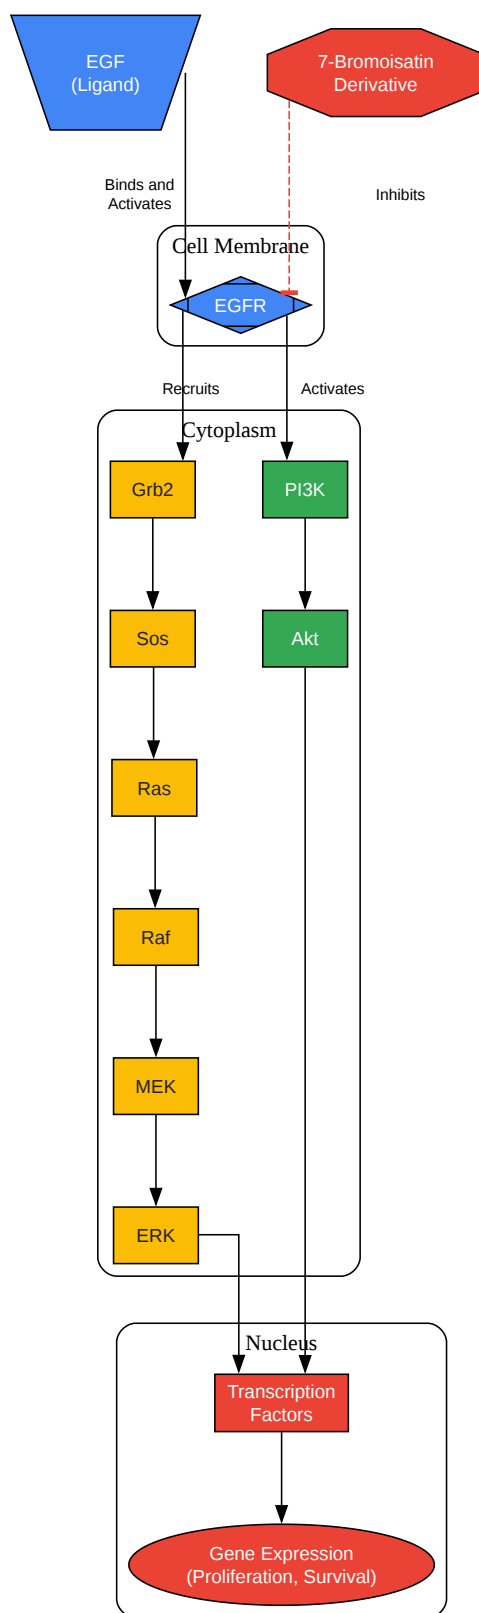 EGF
(Ligand)
7-Bromoisatin
Derivative
Binds and
Activates
Inhibits
Cell Membrane
EGFR
Recruits
Activates
Cytoplasm
Grb2
PI3K
Sos
Akt
Ras
Raf
MEK
ERK
Nucleus
Transcription
Factors
Gene Expression
(Proliferation, Survival)